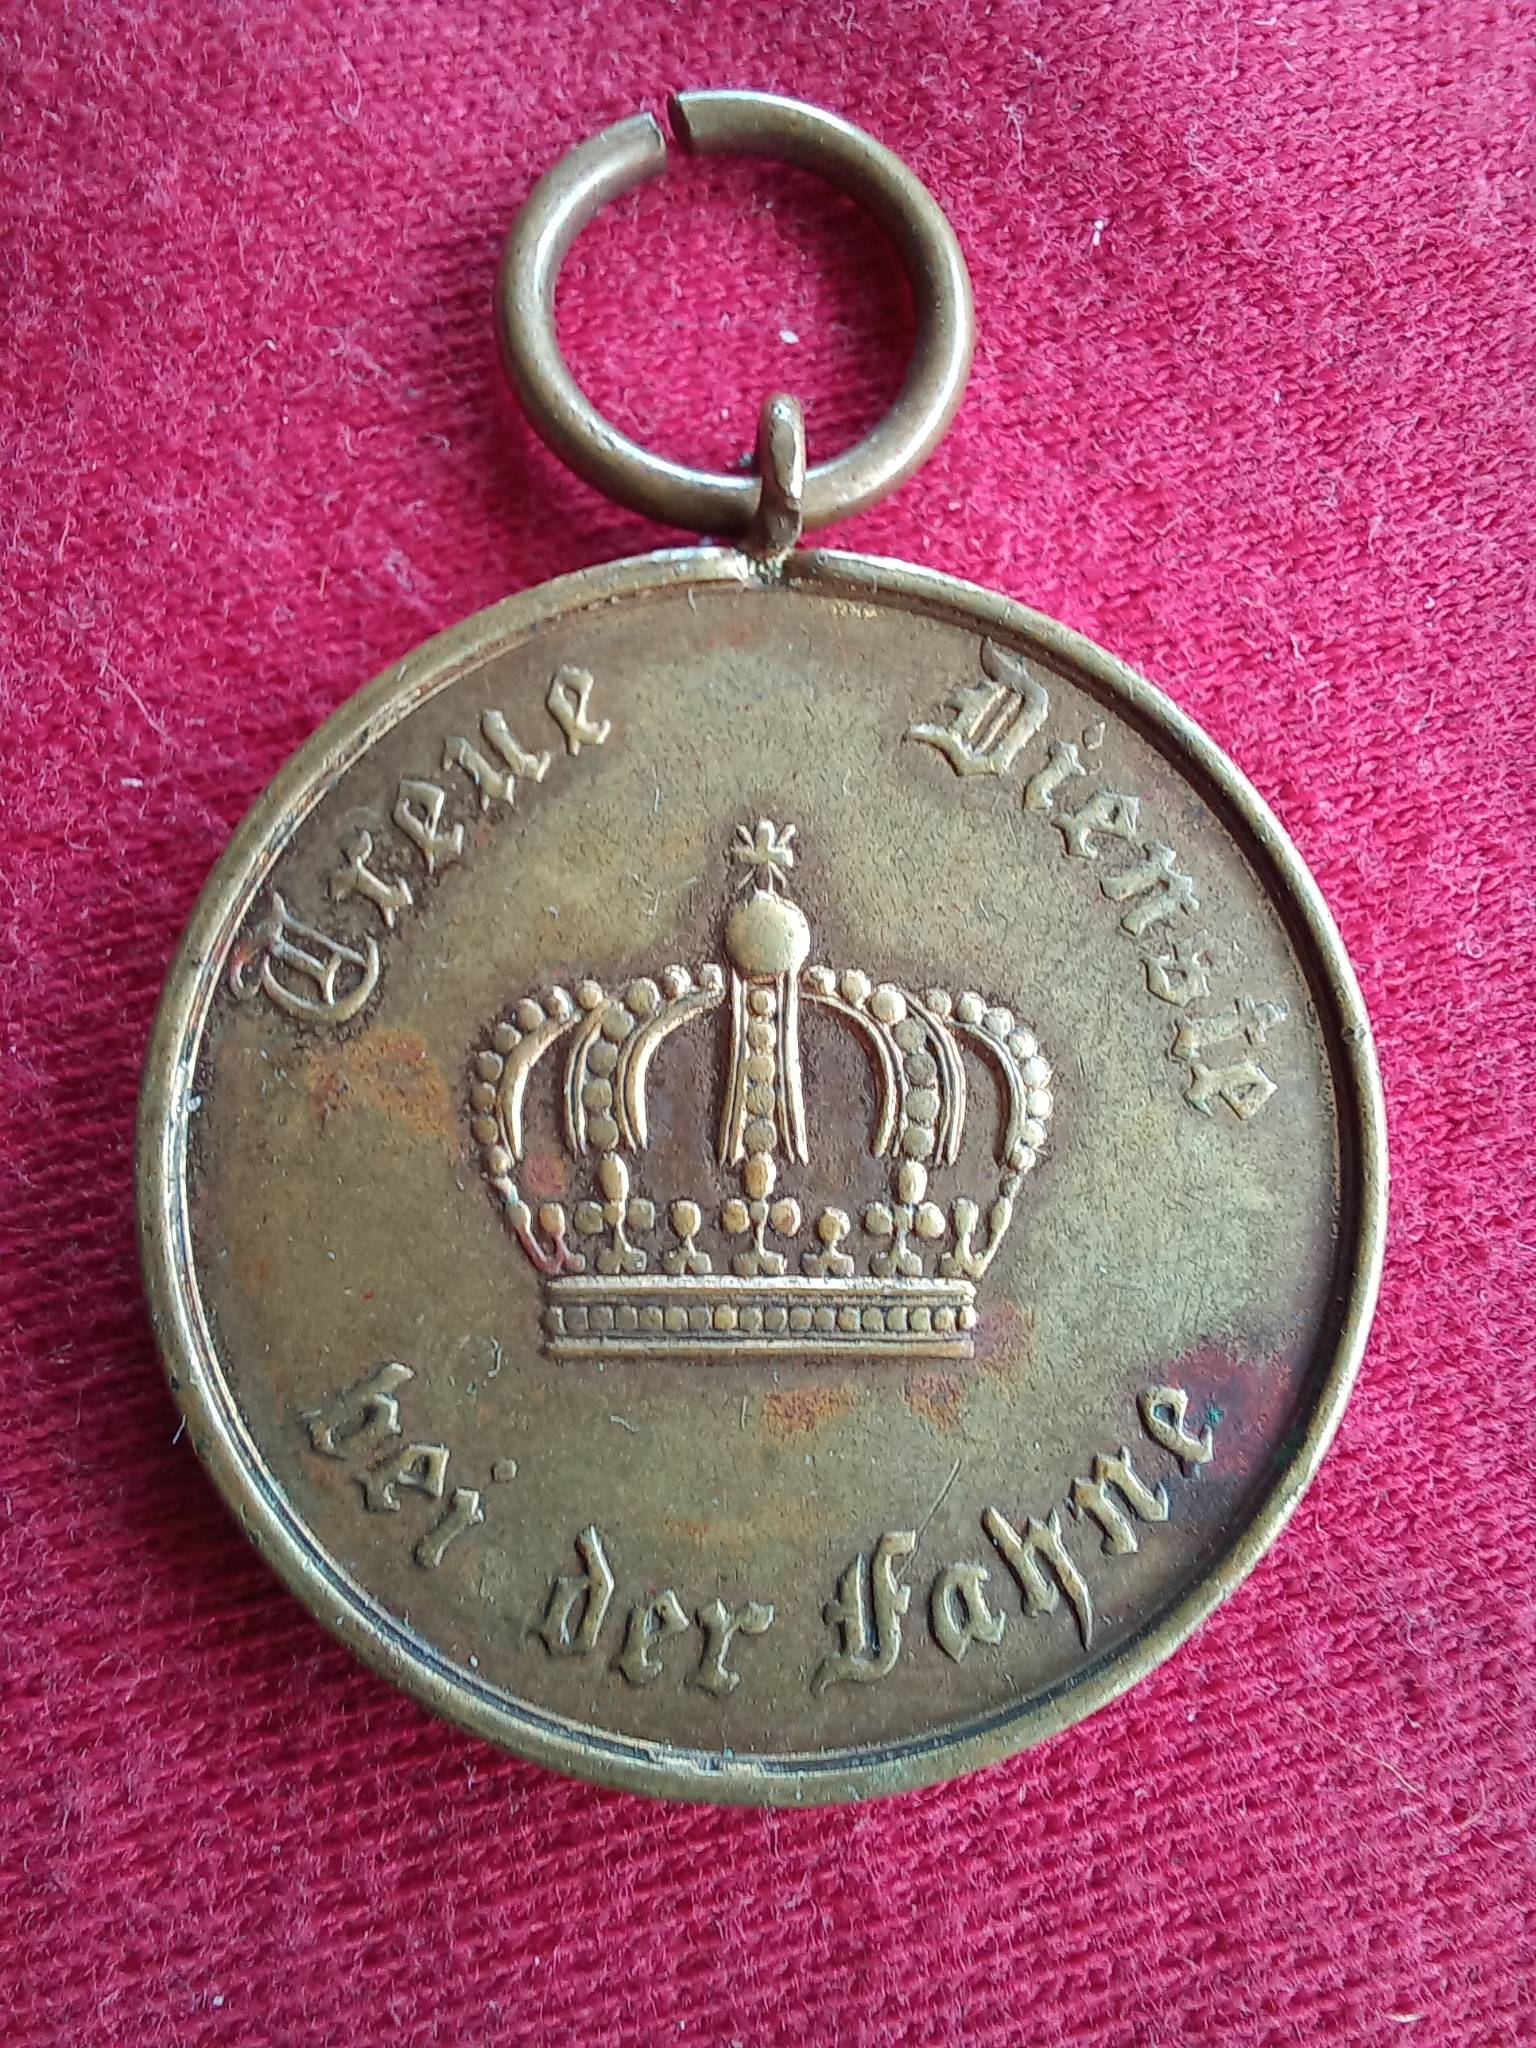 Treue Dienste
bei der Fahne